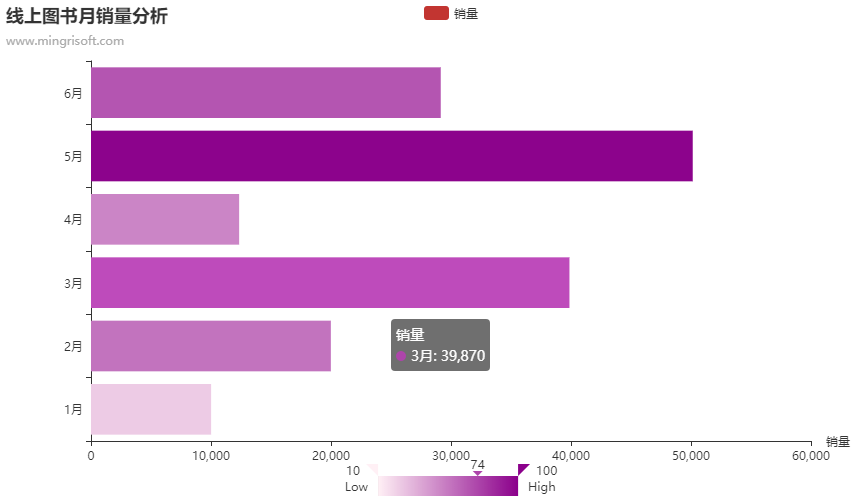 线上图书月销量分析
www.mingrisoft.com
销量
6月
5月
4月
3月
2月
1月
销量
3月: 39,870
0 10,000 20,000 30,000 40,000 50,000 60,000 销量
10 74 100
Low High